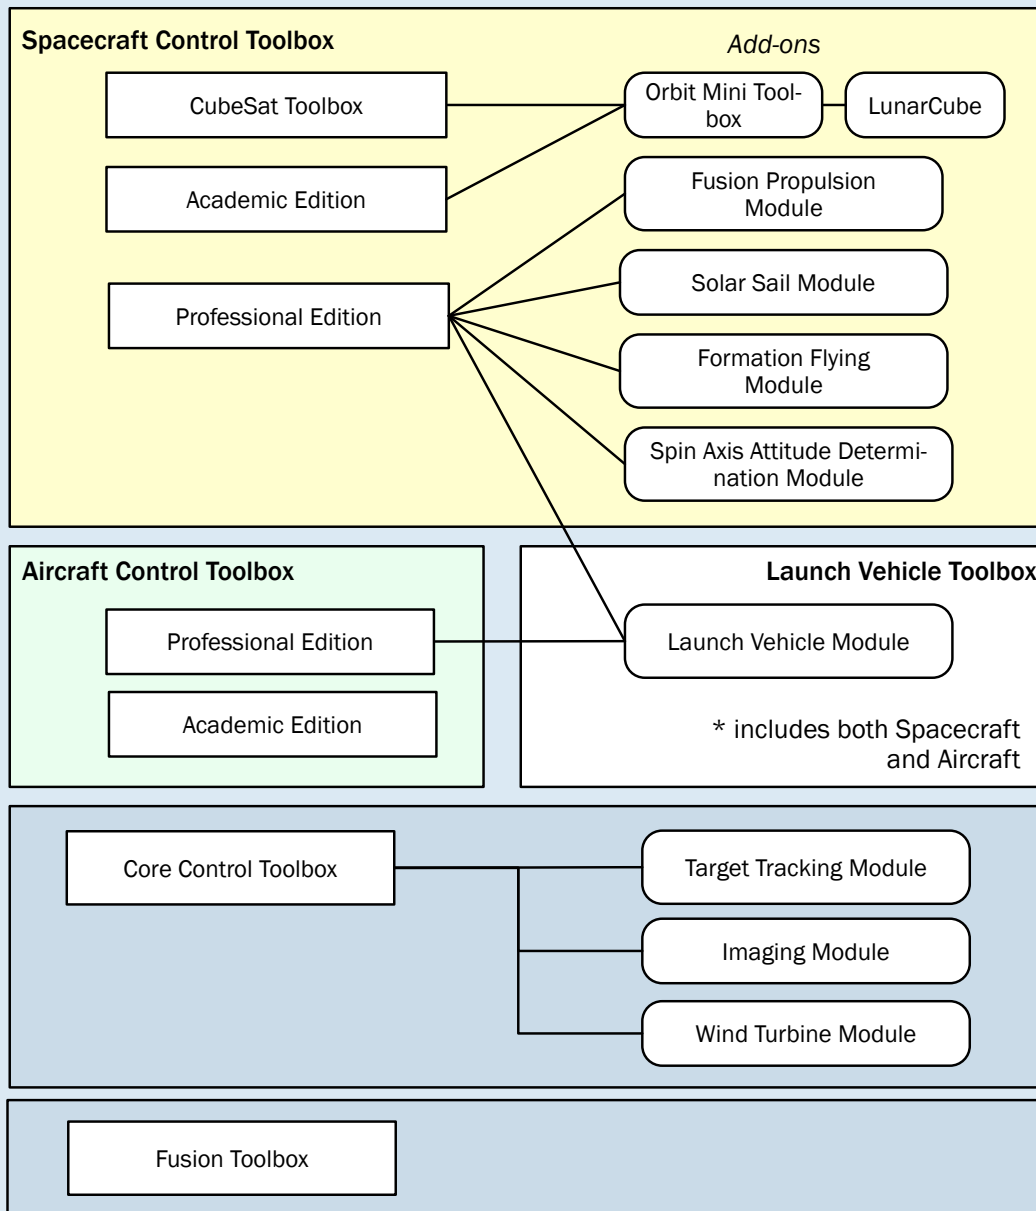 Spacecraft Control Toolbox
Add-ons
CubeSat Toolbox
Orbit Mini Tool-
box
LunarCube
Academic Edition
Fusion Propulsion
Module
Professional Edition
Solar Sail Module
Formation Flying
Module
Spin Axis Attitude Determi-
nation Module
Aircraft Control Toolbox
Professional Edition
Academic Edition
Launch Vehicle Toolbox
Launch Vehicle Module
* includes both Spacecraft
and Aircraft
Core Control Toolbox
Target Tracking Module
Imaging Module
Wind Turbine Module
Fusion Toolbox